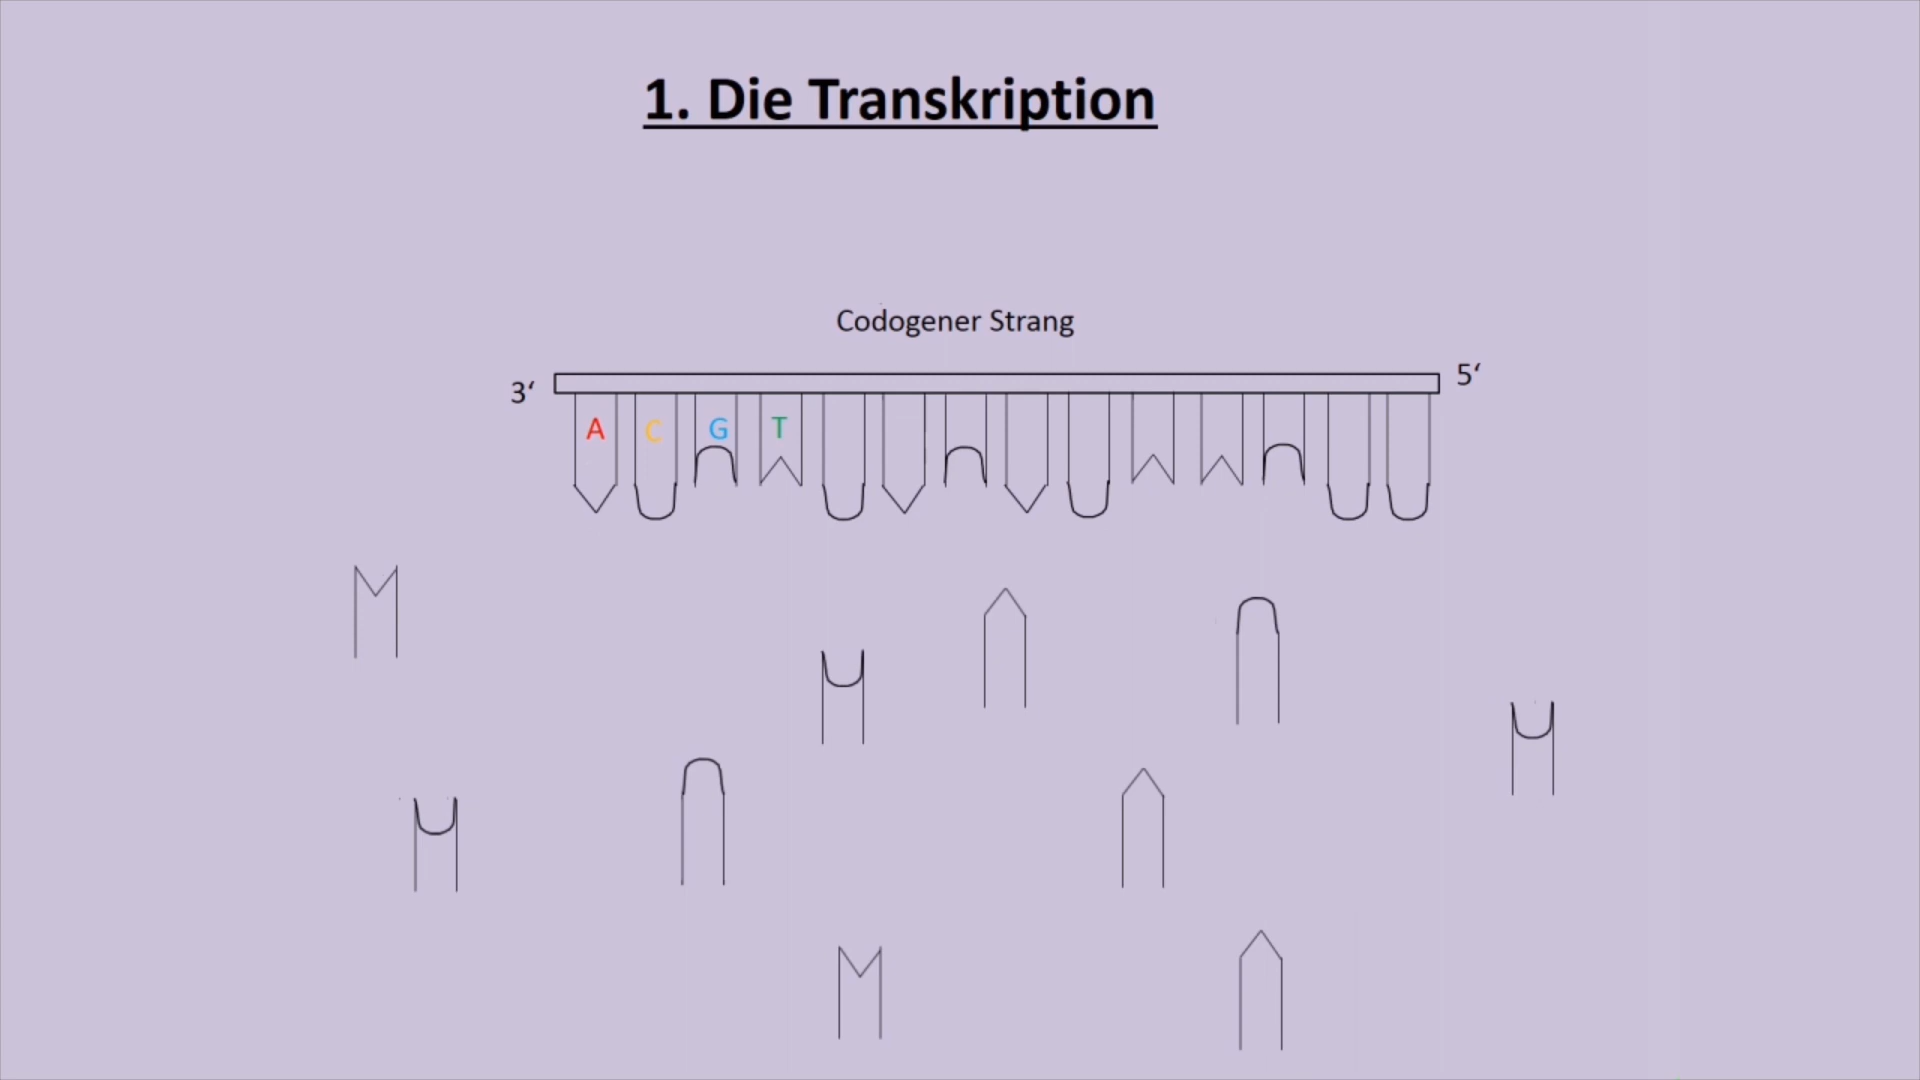 1. Die Transkription
Codogener Strang
3‘
5‘
A C G T